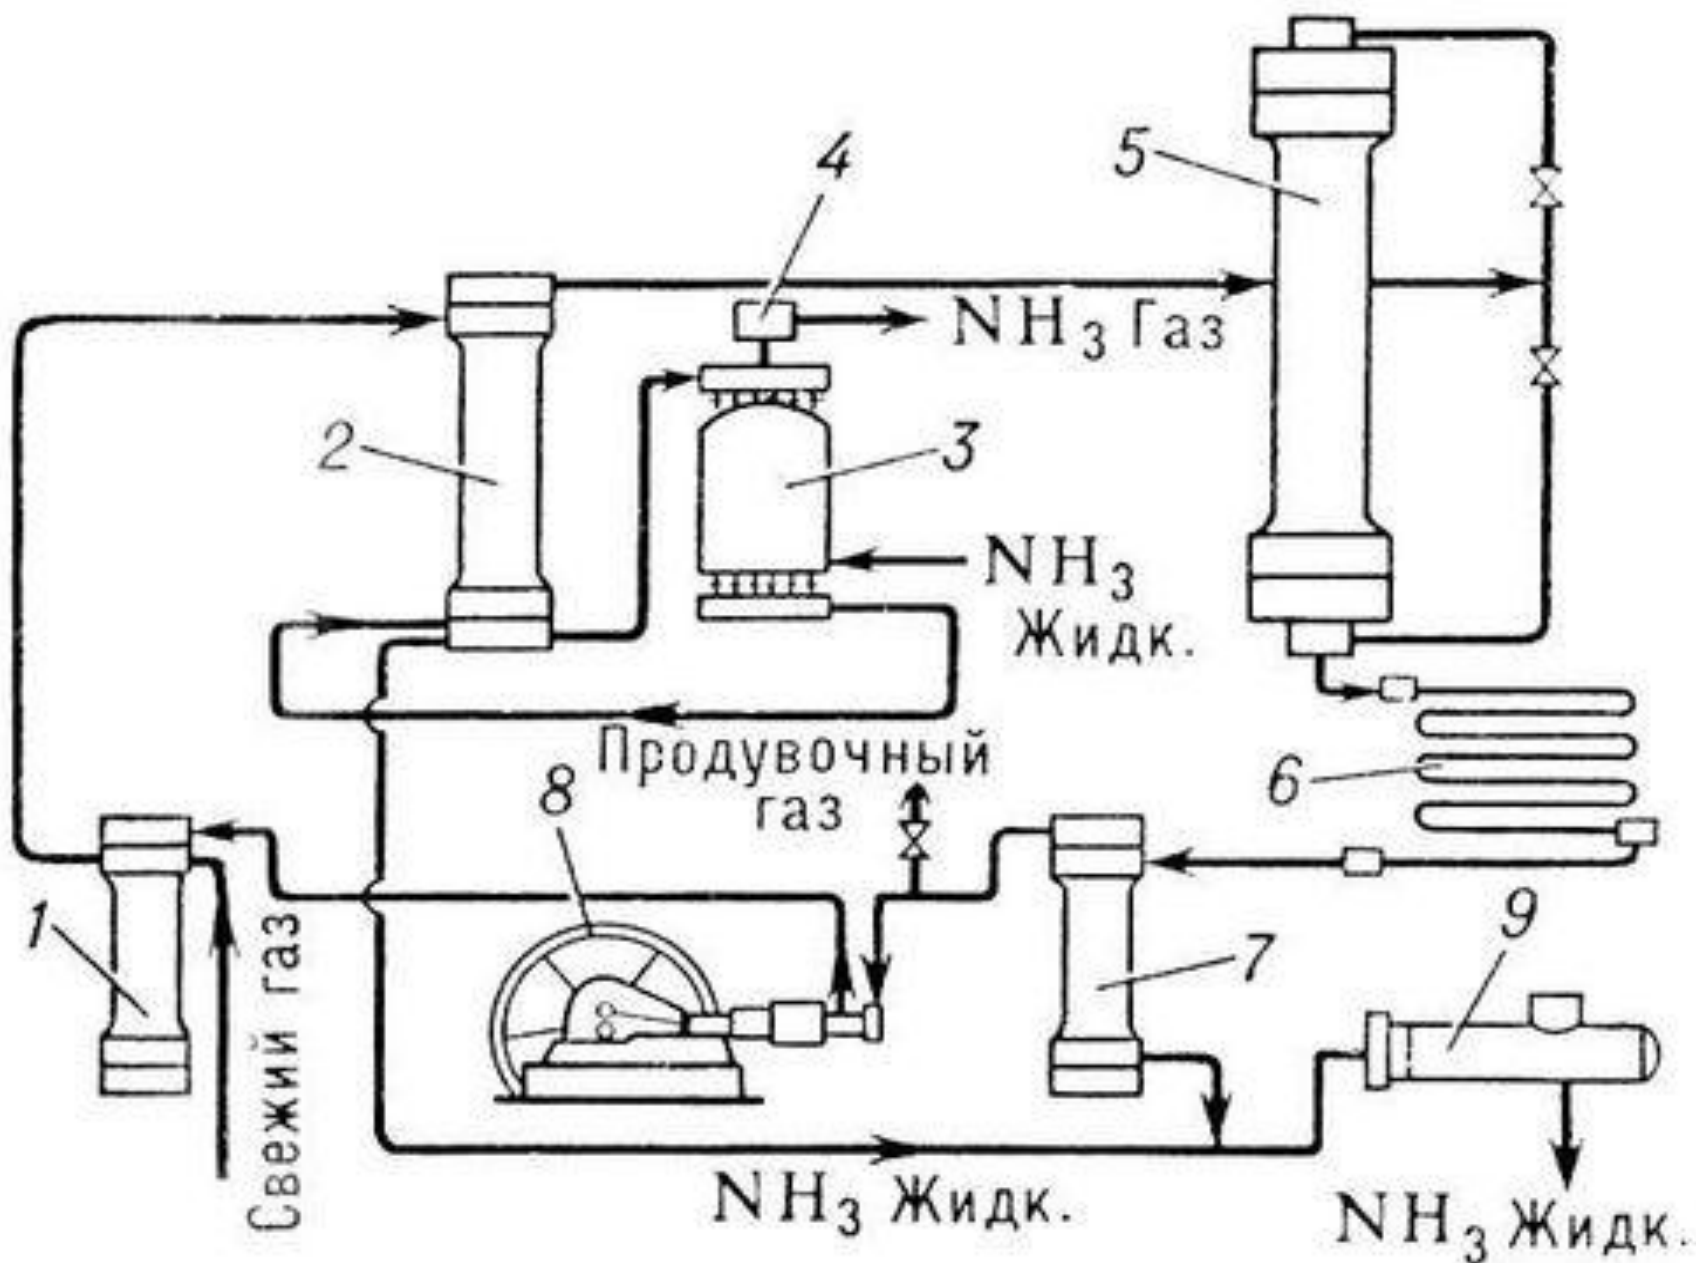 4
5
NH3 Газ
2
3
NH3
Жидк.
Продувочный
газ
6
8
1
Свежий газ
7
9
NH3 Жидк.
NH3 Жидк.